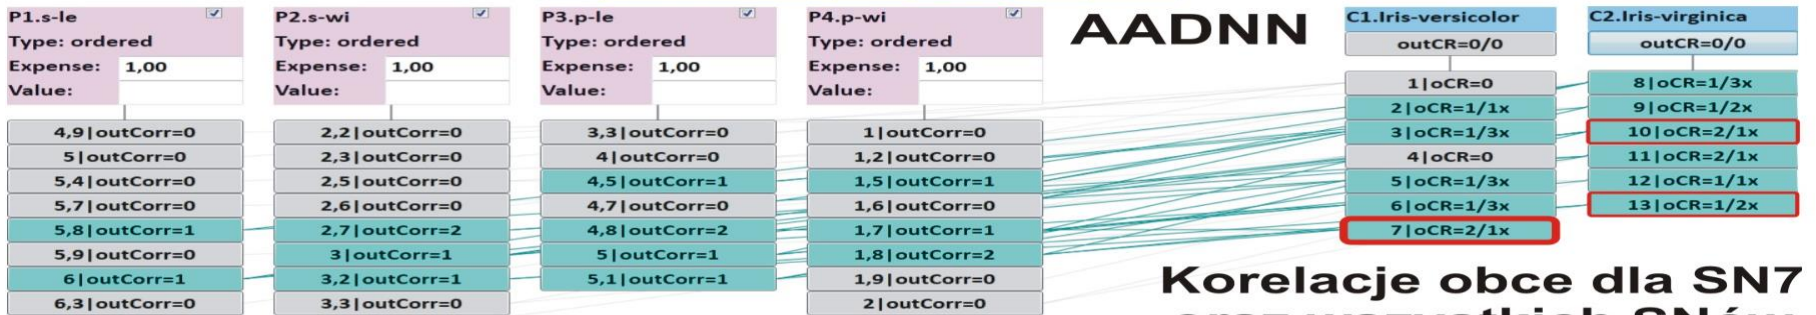 P1.s-le
Type: ordered
Expense: 1,00
Value:
4,9|outCorr=0
5|outCorr=0
5,4|outCorr=0
5,7|outCorr=0
5,8|outCorr=1
5,9|outCorr=0
6|outCorr=1
6,3|outCorr=0
P2.s-wi
Type: ordered
Expense: 1,00
Value:
2,2|outCorr=0
2,3|outCorr=0
2,5|outCorr=0
2,6|outCorr=0
2,7|outCorr=2
3|outCorr=1
3,2|outCorr=1
3,3|outCorr=0
P3.p-le
Type: ordered
Expense: 1,00
Value:
3,3|outCorr=0
4|outCorr=0
4,5|outCorr=1
4,7|outCorr=0
4,8|outCorr=2
5|outCorr=1
5,1|outCorr=1
P4.p-wi
Type: ordered
Expense: 1,00
Value:
1|outCorr=0
1,2|outCorr=0
1,5|outCorr=1
1,6|outCorr=0
1,7|outCorr=1
1,8|outCorr=2
1,9|outCorr=0
2|outCorr=0
AADNN
C1.Iris-versicolor
outCR=0/0
1|oCR=0
2|oCR=1/1x
3|oCR=1/3x
4|oCR=0
5|oCR=1/3x
6|oCR=1/3x
7|oCR=2/1x
C2.Iris-virginica
outCR=0/0
8|oCR=1/3x
9|oCR=1/2x
10|oCR=2/1x
11|oCR=2/1x
12|oCR=1/1x
13|oCR=1/2x
Korelacje obce dla SN7
oraz wszystkich SNów